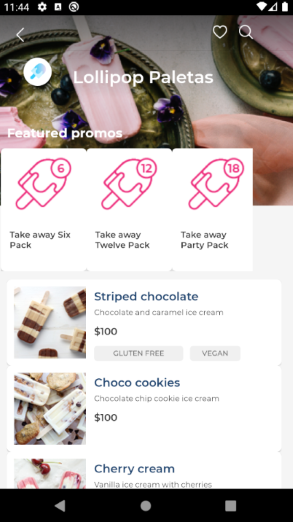 11:44
Lollipop Paletas
Featured promos
6
12
18
Take away Six
Pack
Take away
Twelve Pack
Take away
Party Pack
Striped chocolate
Chocolate and caramel ice cream
$100
GLUTEN FREE
VEGAN
Choco cookies
Chocolate chip cookie ice cream
$100
Cherry cream
Vanilla ice cream with cherries